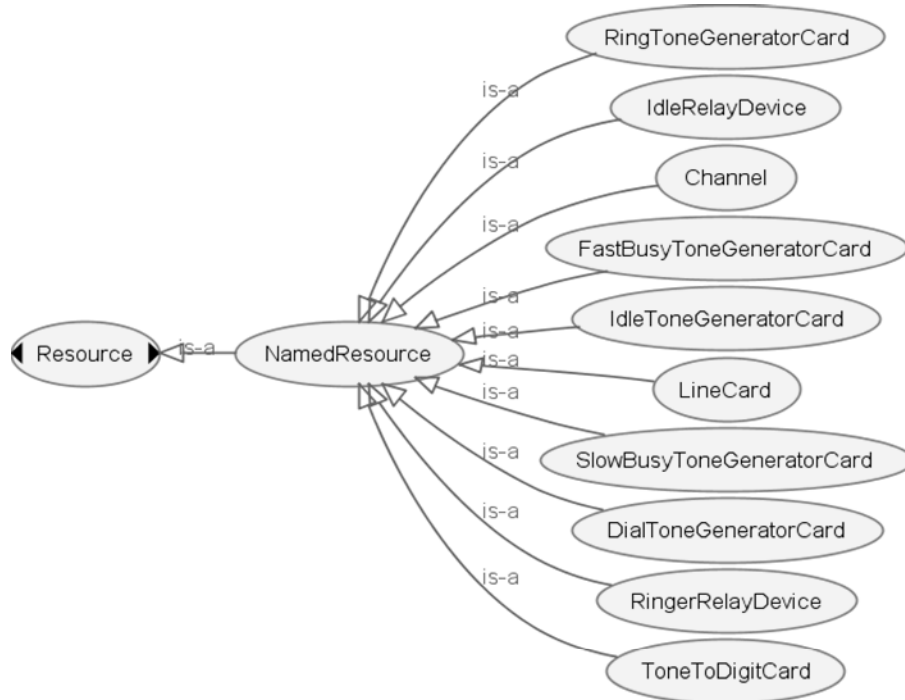 RingToneGeneratorCard
is-a
IdleRelayDevice
is-a
Channel
is-a
FastBusyToneGeneratorCard
is-a
IdleToneGeneratorCard
is-a
Resource
is-a
NamedResource
is-a
LineCard
is-a
SlowBusyToneGeneratorCard
is-a
DialToneGeneratorCard
is-a
RingerRelayDevice
is-a
ToneToDigitCard